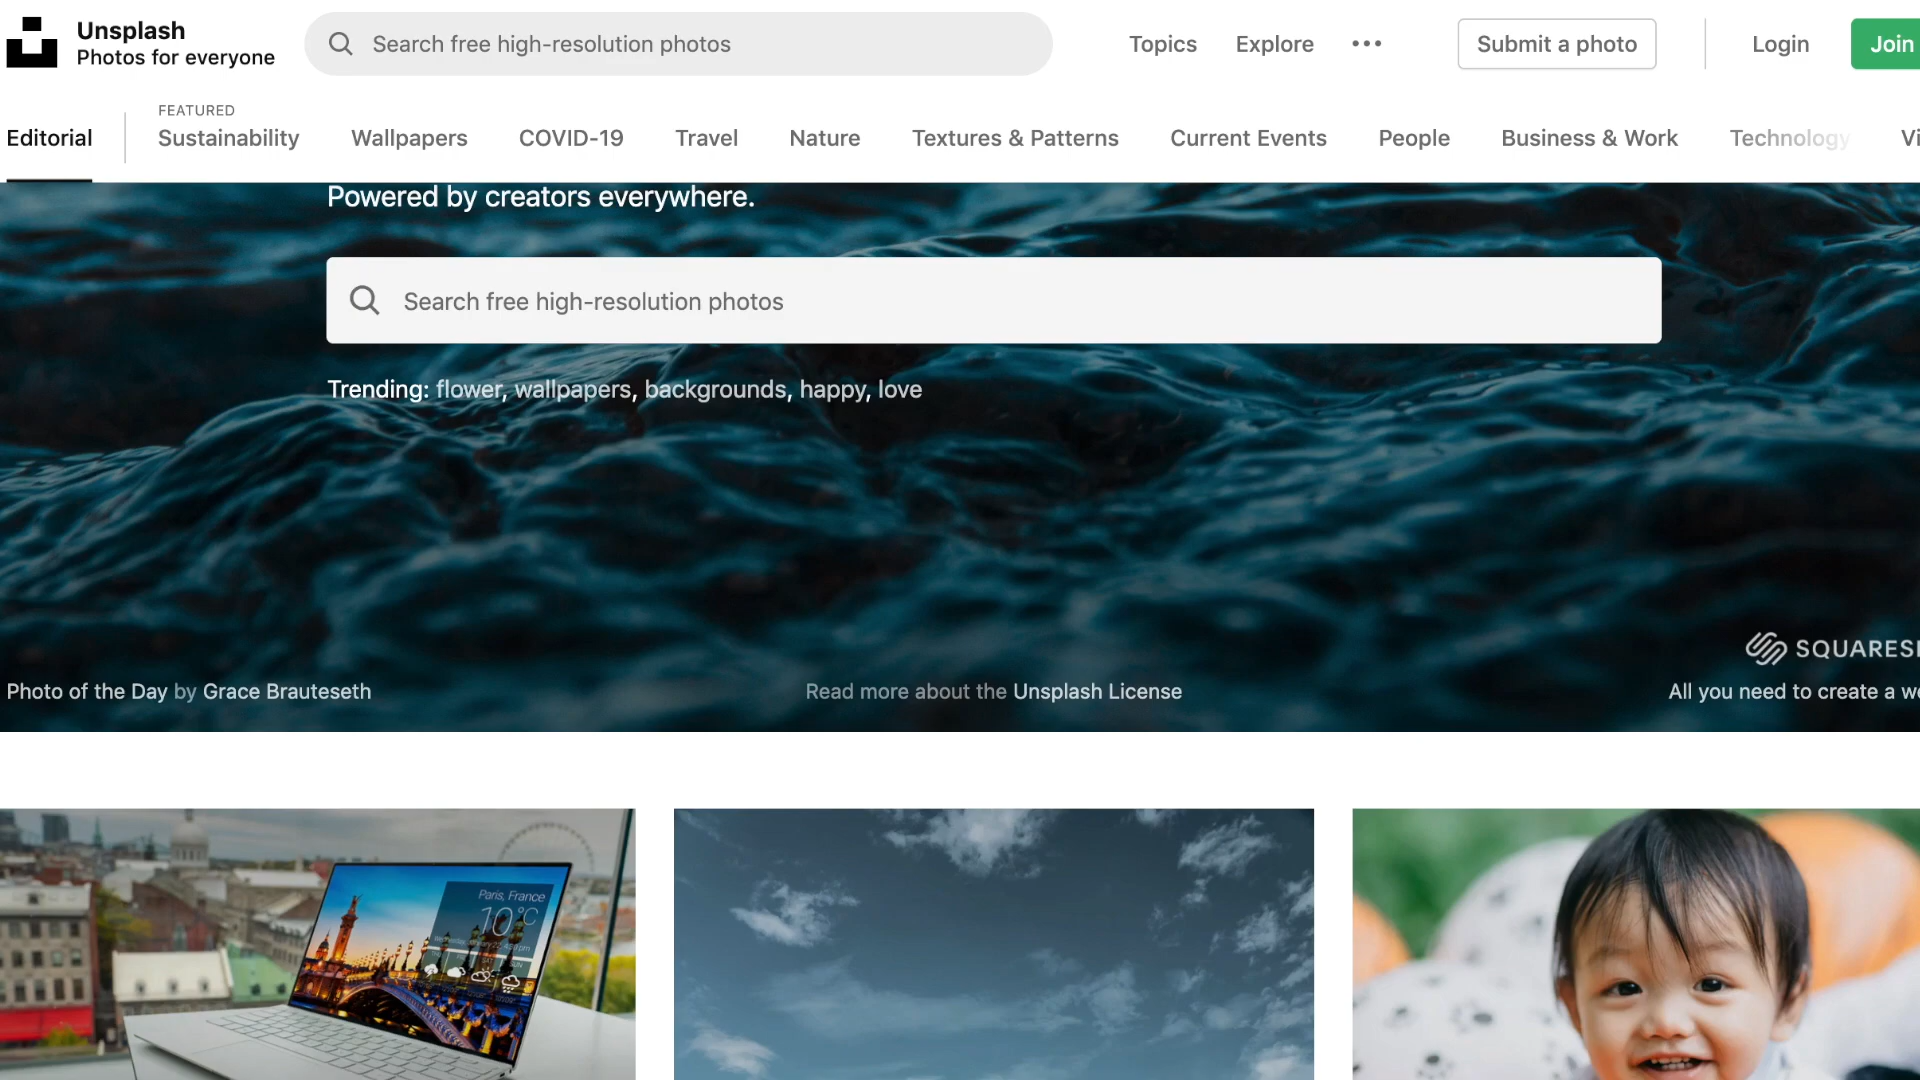 Unsplash
Photos for everyone
Search free high-resolution photos
Topics
Explore
Submit a photo
Login
Join
Editorial
FEATURED
Sustainability
Wallpapers
COVID-19
Travel
Nature
Textures & Patterns
Current Events
People
Business & Work
Technology
Vi
Powered by creators everywhere.
Search free high-resolution photos
Trending: flower, wallpapers, backgrounds, happy, love
SQUARES
Photo of the Day by Grace Brauteseth
Read more about the Unsplash License
All you need to create a we
Paris, France
10°C